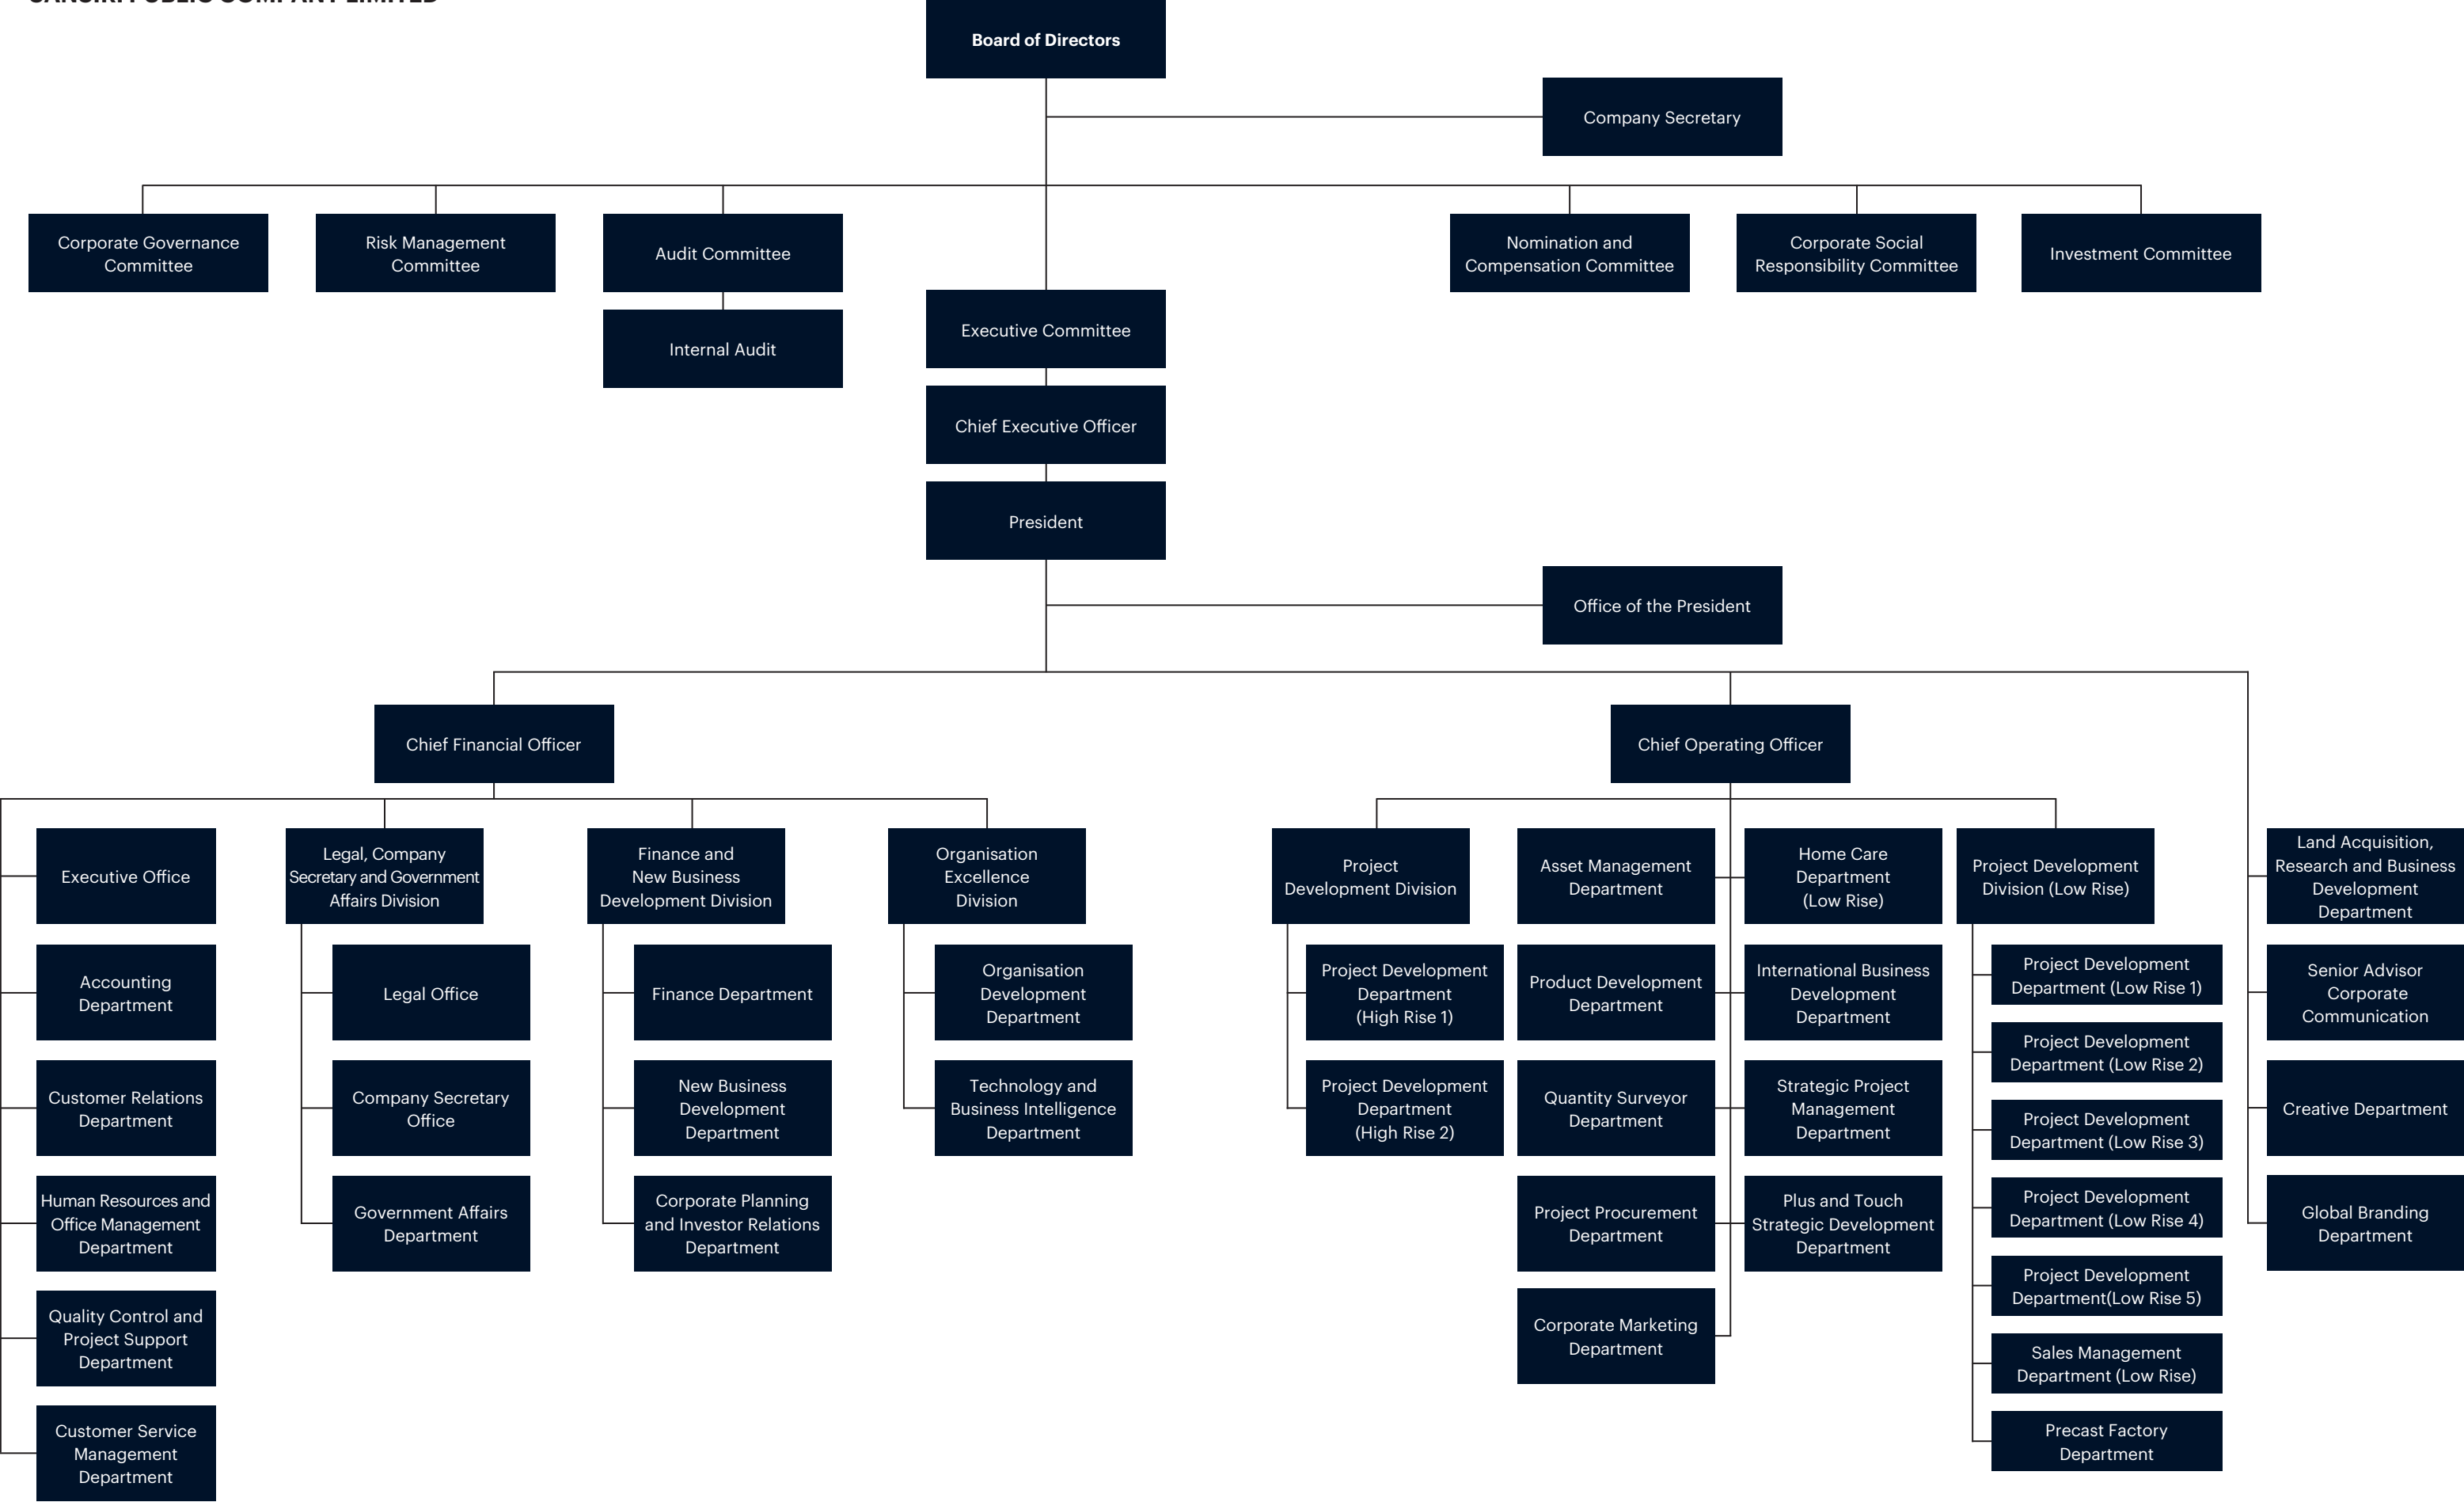 SANSIRI PUBLIC COMPANY LIMITED
Board of Directors
Company Secretary
Corporate Governance
Committee
Risk Management
Committee
Audit Committee
Nomination and
Compensation Committee
Corporate Social
Responsibility Committee
Investment Committee
Internal Audit
Executive Committee
Chief Executive Officer
President
Office of the President
Chief Financial Officer
Chief Operating Officer
Executive Office
Accounting
Department
Customer Relations
Department
Human Resources and
Office Management
Department
Quality Control and
Project Support
Department
Customer Service
Management
Department
Legal, Company
Secretary and Government
Affairs Division
Legal Office
Company Secretary
Office
Government Affairs
Department
Finance and
New Business
Development Division
Finance Department
New Business
Development
Department
Corporate Planning
and Investor Relations
Department
Organisation
Excellence
Division
Organisation
Development
Department
Technology and
Business Intelligence
Department
Project
Development Division
Project Development
Department
(High Rise 1)
Project Development
Department
(High Rise 2)
Asset Management
Department
Product Development
Department
Quantity Surveyor
Department
Project Procurement
Department
Corporate Marketing
Department
Home Care
Department
(Low Rise)
International Business
Development
Department
Strategic Project
Management
Department
Plus and Touch
Strategic Development
Department
Project Development
Division (Low Rise)
Project Development
Department (Low Rise 1)
Project Development
Department (Low Rise 2)
Project Development
Department (Low Rise 3)
Project Development
Department (Low Rise 4)
Project Development
Department(Low Rise 5)
Sales Management
Department (Low Rise)
Precast Factory
Department
Land Acquisition,
Research and Business
Development
Department
Senior Advisor
Corporate
Communication
Creative Department
Global Branding
Department